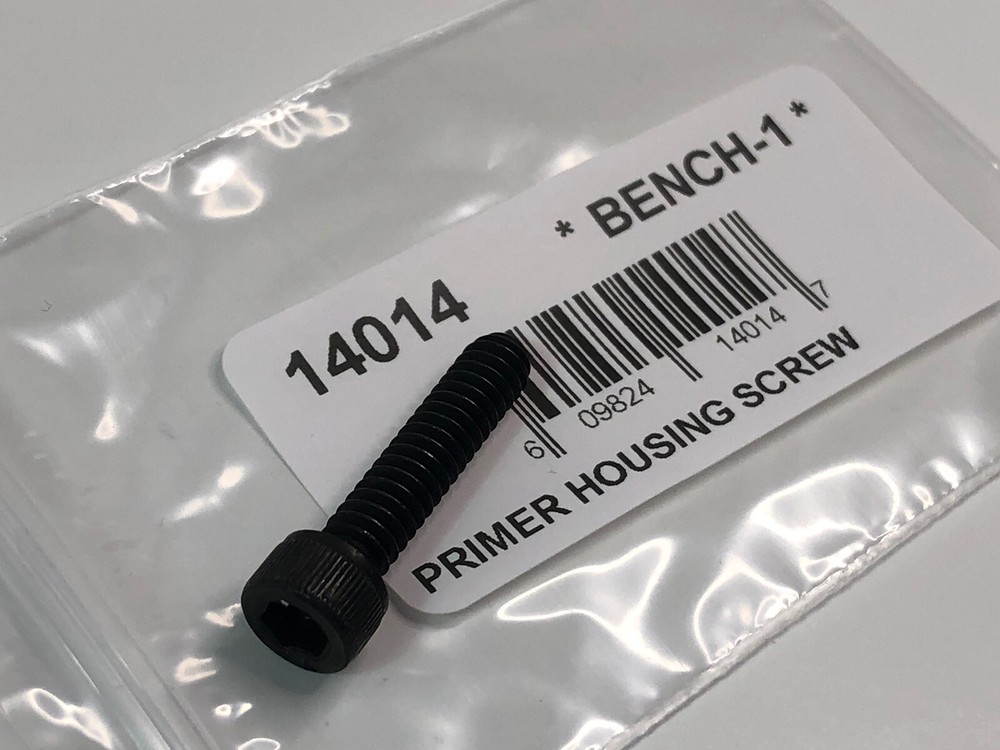 * BENCH-1 *
14014
6 09824 14014 7
PRIMER HOUSING SCREW